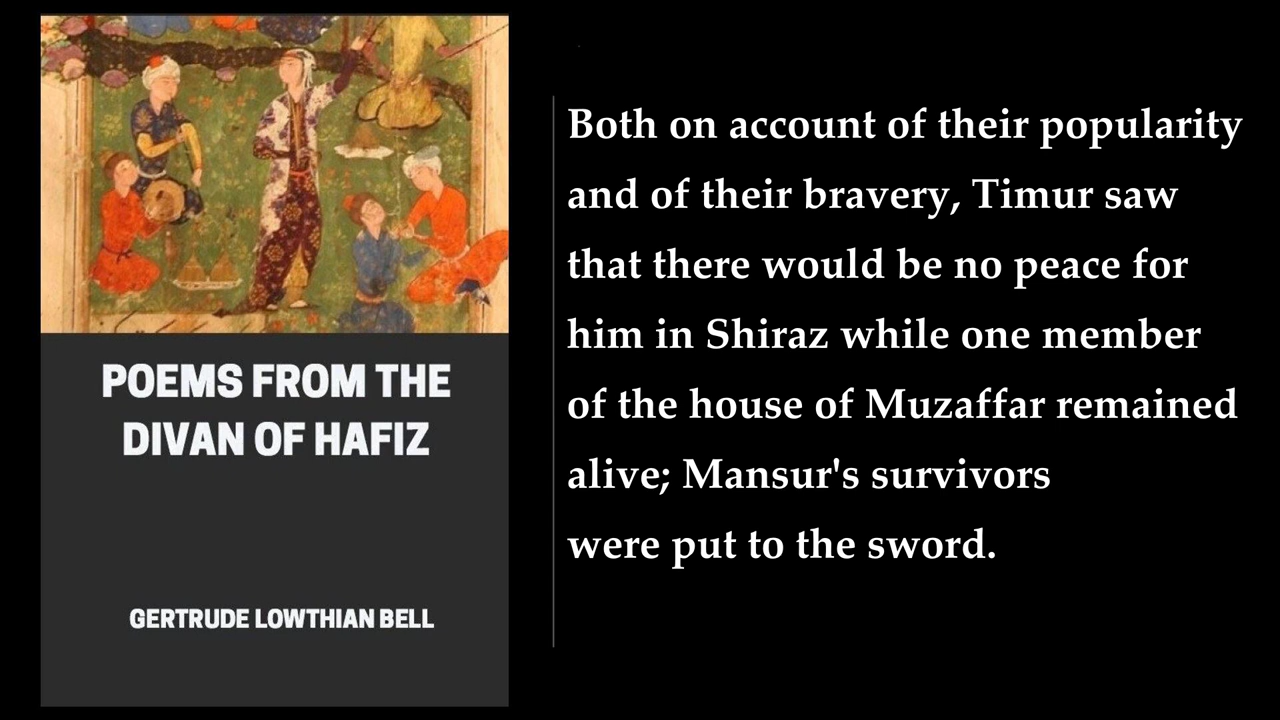 POEMS FROM THE
DIVAN OF HAFIZ
GERTRUDE LOWTHIAN BELL
Both on account of their popularity
and of their bravery, Timur saw
that there would be no peace for
him in Shiraz while one member
of the house of Muzaffar remained
alive; Mansur's survivors
were put to the sword.